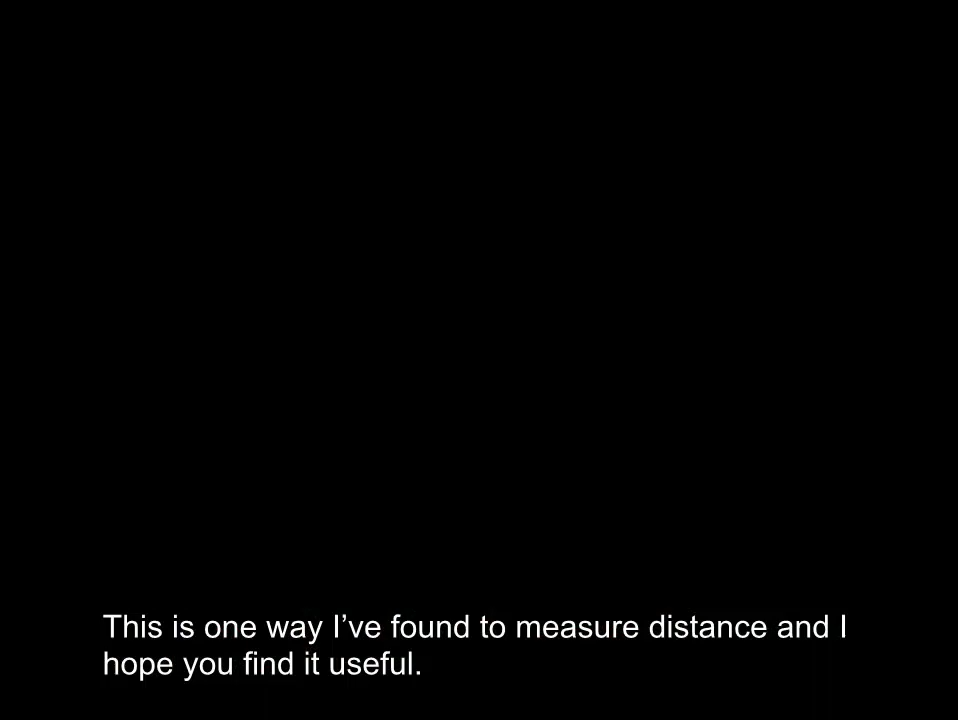 This is one way I’ve found to measure distance and I
hope you find it useful.